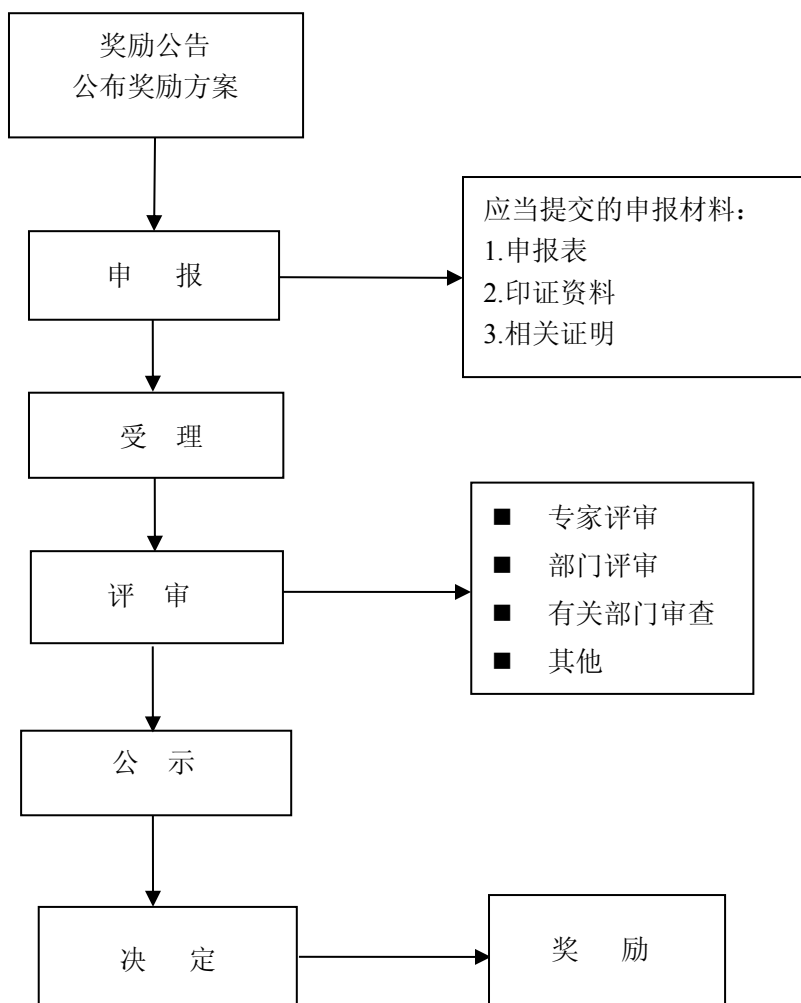 奖励公告
公布奖励方案
申 报
应当提交的申报材料：
1.申报表
2.印证资料
3.相关证明
受 理
评 审
■ 专家评审
■ 部门评审
■ 有关部门审查
■ 其他
公 示
决 定
奖 励